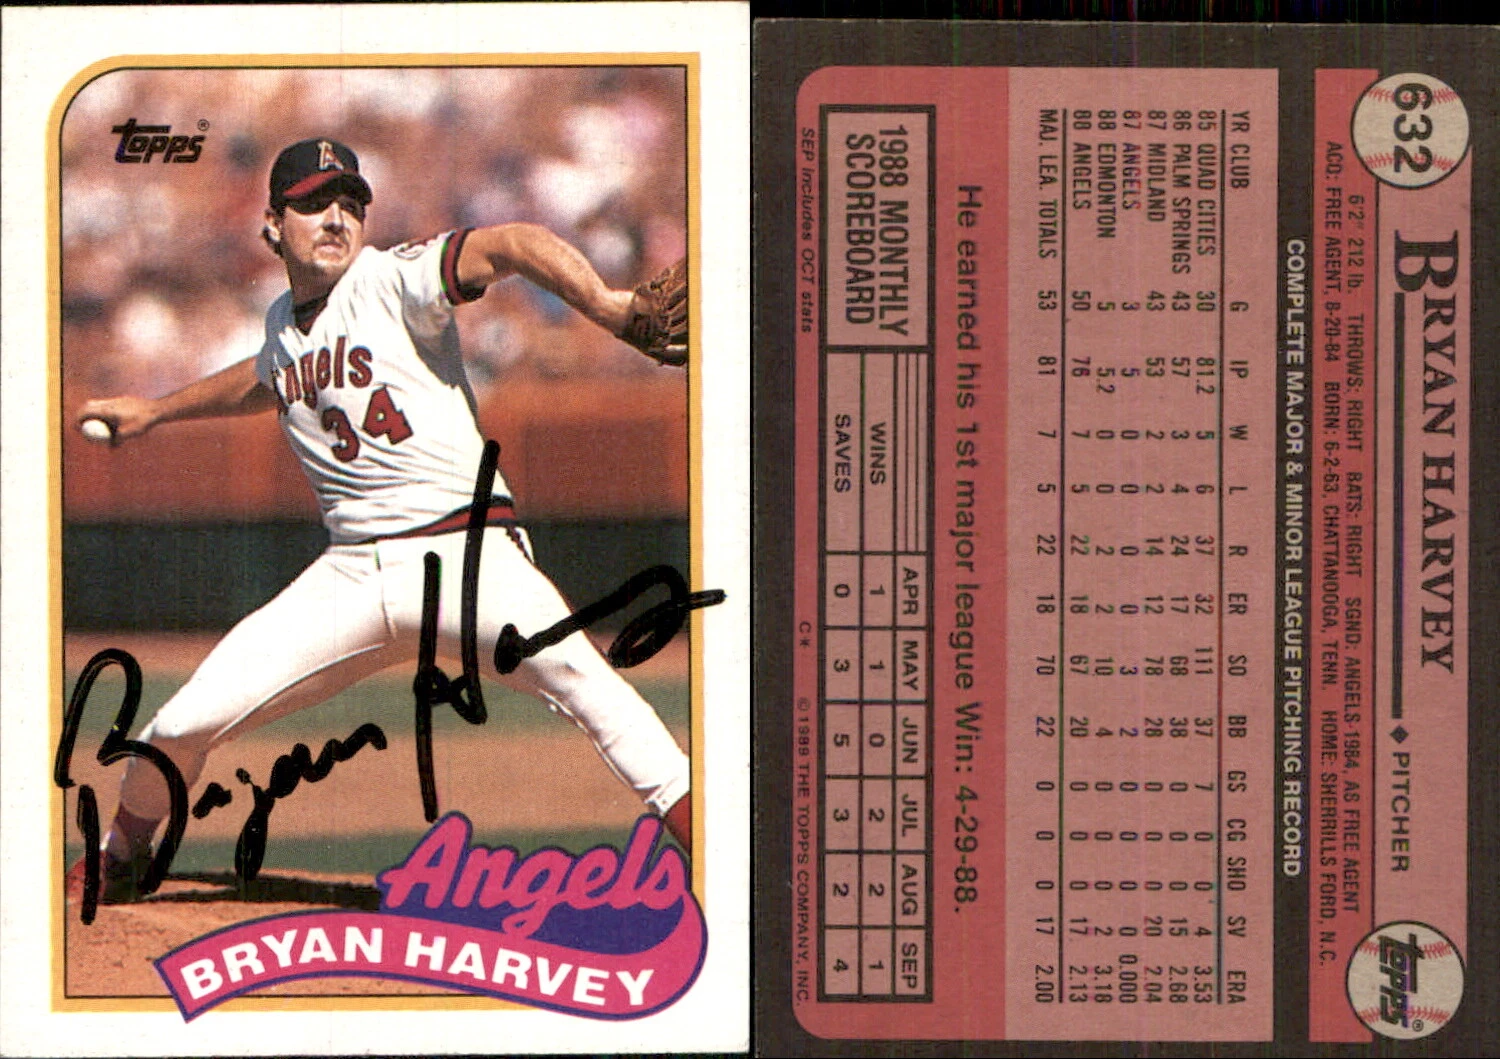 topps®
A
Angels
34
Bryan Harvey
Angels
BRYAN HARVEY
632
BRYAN HARVEY ◆ PITCHER
topps®
6'2" 212 lb. THROWS: RIGHT BATS: RIGHT SGND: ANGELS-1984, AS FREE AGENT
ACQ: FREE AGENT, 8-20-84 BORN: 6-2-63, CHATTANOOGA, TENN. HOME: SHERRILLS FORD, N.C.
COMPLETE MAJOR & MINOR LEAGUE PITCHING RECORD
YR CLUB G IP W L R ER SO BB GS CG SHO SV ERA
85 QUAD CITIES 30 81.2 5 6 37 32 111 37 7 0 0 4 3.53
86 PALM SPRINGS 43 57 3 4 24 17 68 38 0 0 0 15 2.68
87 MIDLAND 43 53 2 2 14 12 78 28 0 0 0 20 2.04
87 ANGELS 3 5 0 0 0 0 3 2 0 0 0 0 0.000
88 EDMONTON 5 5.2 0 0 2 2 10 4 0 0 0 2 3.18
88 ANGELS 50 76 7 5 22 18 67 20 0 0 0 17 2.13
MAJ. LEA. TOTALS 53 81 7 5 22 18 70 22 0 0 0 17 2.00
He earned his 1st major league Win: 4-29-88.
1988 MONTHLY
SCOREBOARD
APR MAY JUN JUL AUG SEP
WINS 1 1 0 2 2 1
SAVES 0 3 5 3 2 4
SEP includes OCT stats
C* © 1989 THE TOPPS COMPANY, INC.